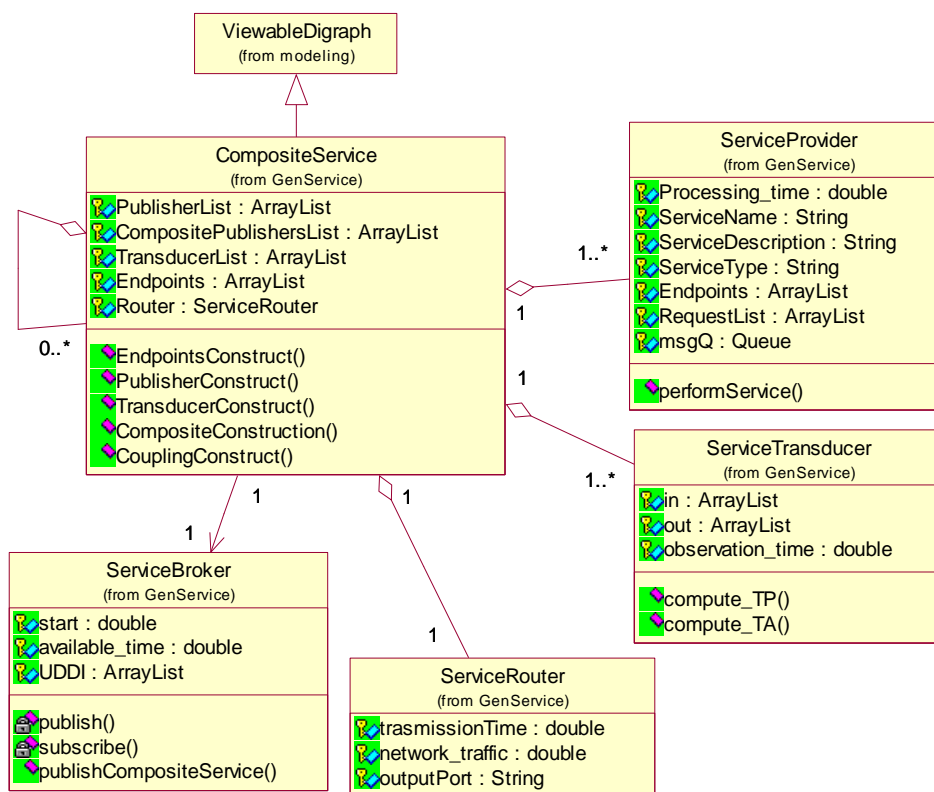 ViewableDigraph
(from modeling)
CompositeService
(from GenService)
PublisherList : ArrayList
CompositePublishersList : ArrayList
TransducerList : ArrayList
Endpoints : ArrayList
Router : ServiceRouter
EndpointsConstruct()
PublisherConstruct()
TransducerConstruct()
CompositeConstruction()
CouplingConstruct()
0..*
ServiceProvider
(from GenService)
Processing_time : double
ServiceName : String
ServiceDescription : String
ServiceType : String
Endpoints : ArrayList
RequestList : ArrayList
msgQ : Queue
performService()
1..*
1
1
1..*
ServiceTransducer
(from GenService)
in : ArrayList
out : ArrayList
observation_time : double
compute_TP()
compute_TA()
1
1
ServiceBroker
(from GenService)
start : double
available_time : double
UDDI : ArrayList
publish()
subscribe()
publishCompositeService()
1
1
ServiceRouter
(from GenService)
trasmissionTime : double
network_traffic : double
outputPort : String